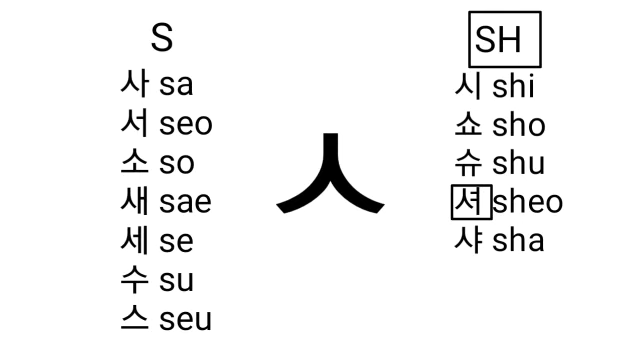 S
사 sa
서 seo
소 so
새 sae
세 se
수 su
스 seu
ㅅ
SH
시 shi
쇼 sho
슈 shu
셔 sheo
샤 sha